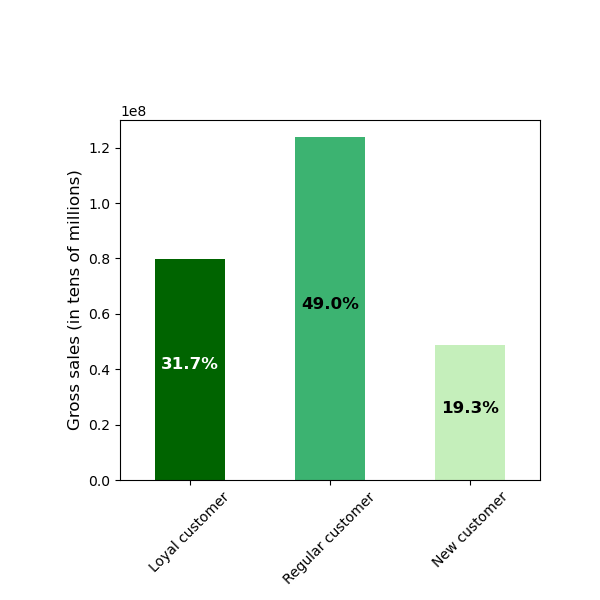 1e8
Gross sales (in tens of millions)
1.2
1.0
0.8
0.6
0.4
0.2
0.0
31.7%
49.0%
19.3%
Loyal customer
Regular customer
New customer